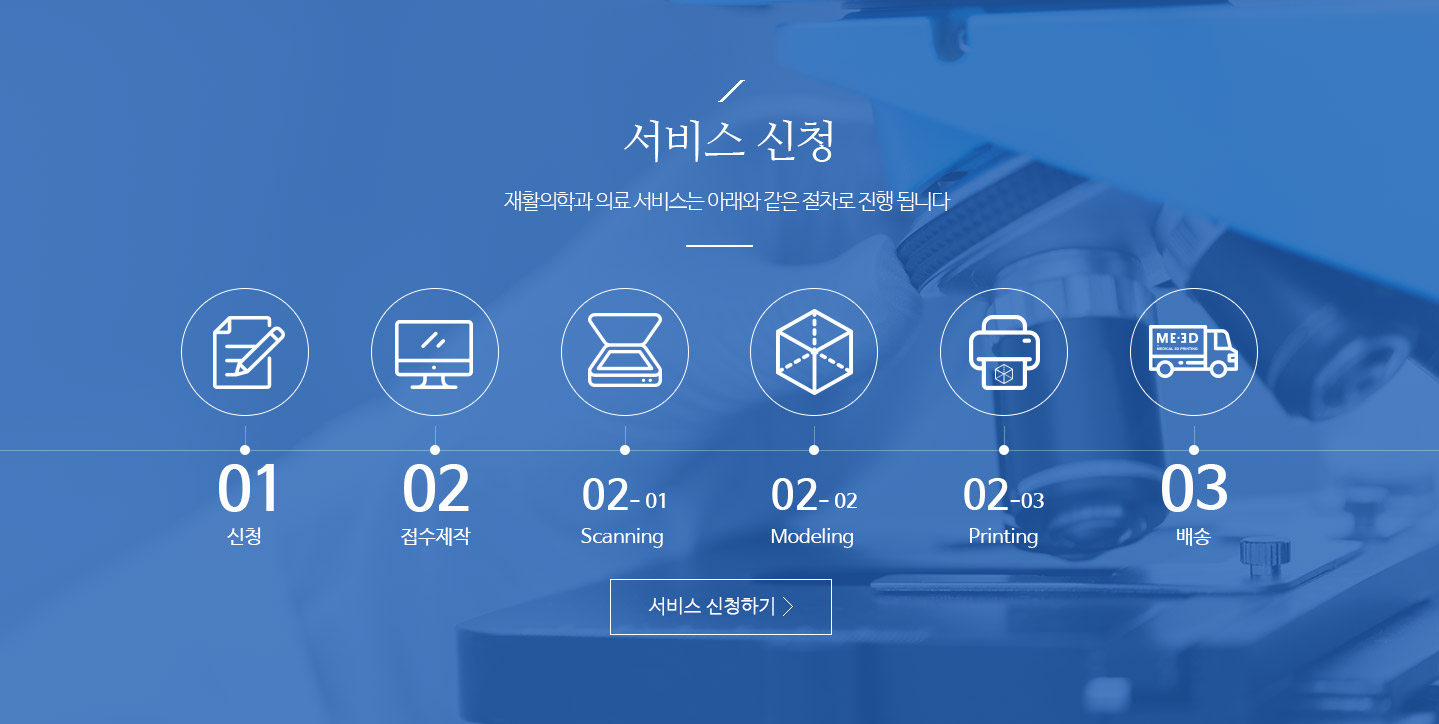 서비스 신청
재활의학과 의료 서비스는 아래와 같은 절차로 진행 됩니다
ME·3D
MEDICAL 3D PRINTING
01
02
02- 01
02- 02
02-03
03
신청
접수제작
Scanning
Modeling
Printing
배송
서비스 신청하기 >